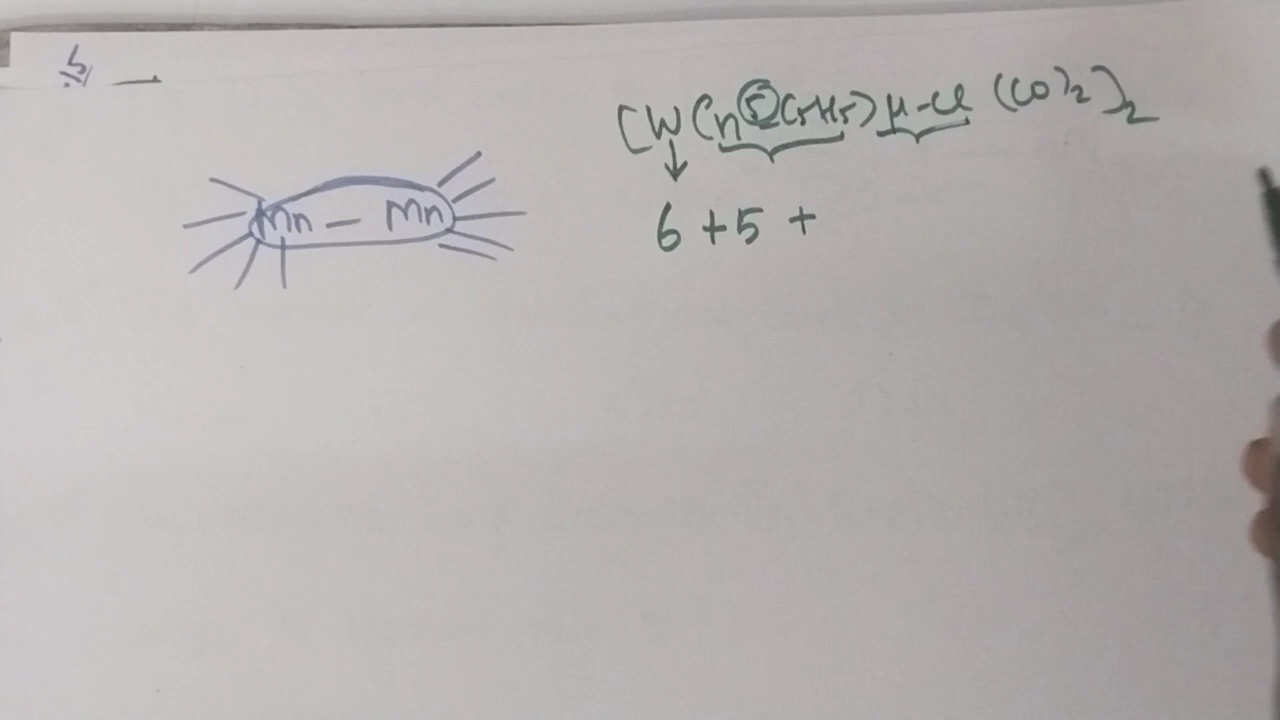 [W(η⁵C₅H₅)μ-Cl(CO)₂]₂
Mn — Mn
6 + 5 +